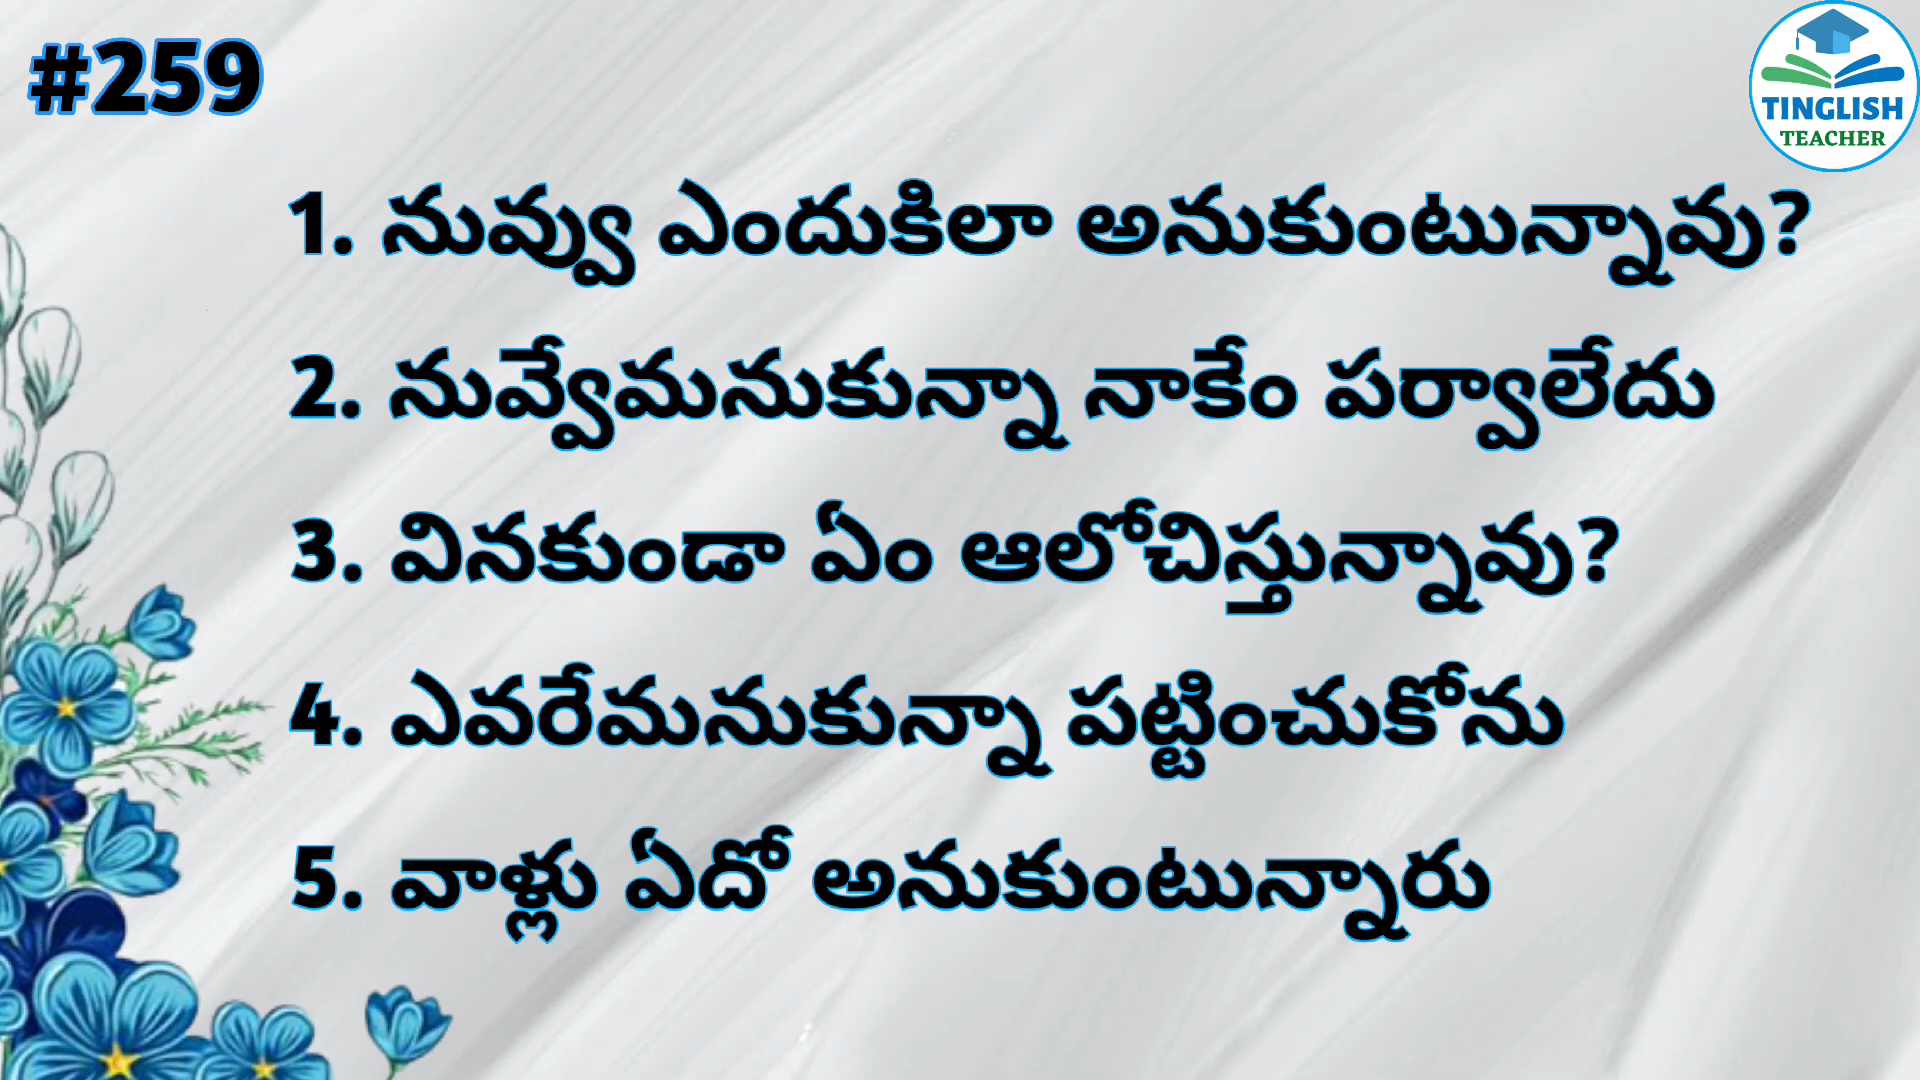 #259
TINGLISH
TEACHER
1. నువ్వు ఎందుకిలా అనుకుంటున్నావు?
2. నువ్వేమనుకున్నా నాకేం పర్వాలేదు
3. వినకుండా ఏం ఆలోచిస్తున్నావు?
4. ఎవరేమనుకున్నా పట్టించుకోను
5. వాళ్లు ఏదో అనుకుంటున్నారు